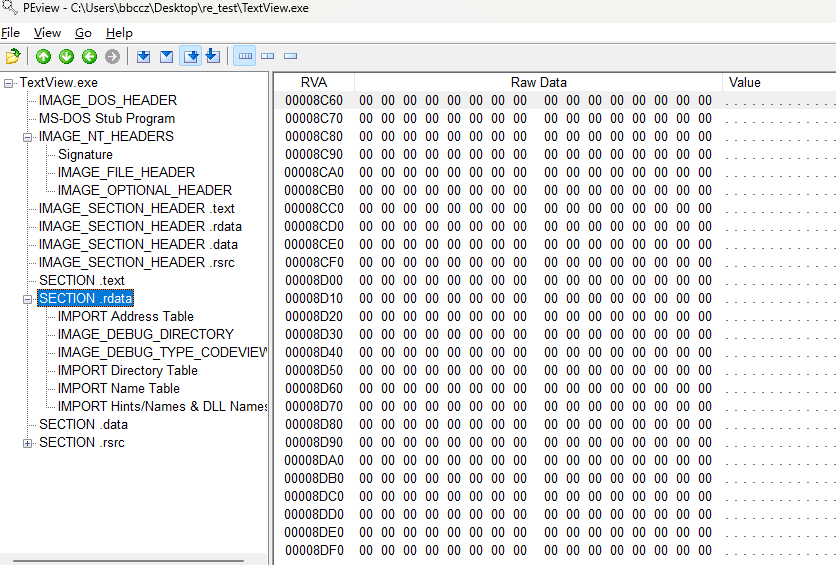 PEview - C:\Users\bbccz\Desktop\re_test\TextView.exe
File View Go Help
TextView.exe
IMAGE_DOS_HEADER
MS-DOS Stub Program
IMAGE_NT_HEADERS
Signature
IMAGE_FILE_HEADER
IMAGE_OPTIONAL_HEADER
IMAGE_SECTION_HEADER .text
IMAGE_SECTION_HEADER .rdata
IMAGE_SECTION_HEADER .data
IMAGE_SECTION_HEADER .rsrc
SECTION .text
SECTION .rdata
IMPORT Address Table
IMAGE_DEBUG_DIRECTORY
IMAGE_DEBUG_TYPE_CODEVIEW
IMPORT Directory Table
IMPORT Name Table
IMPORT Hints/Names & DLL Names
SECTION .data
SECTION .rsrc
RVA Raw Data Value
00008C60 00 00 00 00 00 00 00 00 00 00 00 00 00 00 00 00 . . . . . . . . . .
00008C70 00 00 00 00 00 00 00 00 00 00 00 00 00 00 00 00 . . . . . . . . . .
00008C80 00 00 00 00 00 00 00 00 00 00 00 00 00 00 00 00 . . . . . . . . . .
00008C90 00 00 00 00 00 00 00 00 00 00 00 00 00 00 00 00 . . . . . . . . . .
00008CA0 00 00 00 00 00 00 00 00 00 00 00 00 00 00 00 00 . . . . . . . . . .
00008CB0 00 00 00 00 00 00 00 00 00 00 00 00 00 00 00 00 . . . . . . . . . .
00008CC0 00 00 00 00 00 00 00 00 00 00 00 00 00 00 00 00 . . . . . . . . . .
00008CD0 00 00 00 00 00 00 00 00 00 00 00 00 00 00 00 00 . . . . . . . . . .
00008CE0 00 00 00 00 00 00 00 00 00 00 00 00 00 00 00 00 . . . . . . . . . .
00008CF0 00 00 00 00 00 00 00 00 00 00 00 00 00 00 00 00 . . . . . . . . . .
00008D00 00 00 00 00 00 00 00 00 00 00 00 00 00 00 00 00 . . . . . . . . . .
00008D10 00 00 00 00 00 00 00 00 00 00 00 00 00 00 00 00 . . . . . . . . . .
00008D20 00 00 00 00 00 00 00 00 00 00 00 00 00 00 00 00 . . . . . . . . . .
00008D30 00 00 00 00 00 00 00 00 00 00 00 00 00 00 00 00 . . . . . . . . . .
00008D40 00 00 00 00 00 00 00 00 00 00 00 00 00 00 00 00 . . . . . . . . . .
00008D50 00 00 00 00 00 00 00 00 00 00 00 00 00 00 00 00 . . . . . . . . . .
00008D60 00 00 00 00 00 00 00 00 00 00 00 00 00 00 00 00 . . . . . . . . . .
00008D70 00 00 00 00 00 00 00 00 00 00 00 00 00 00 00 00 . . . . . . . . . .
00008D80 00 00 00 00 00 00 00 00 00 00 00 00 00 00 00 00 . . . . . . . . . .
00008D90 00 00 00 00 00 00 00 00 00 00 00 00 00 00 00 00 . . . . . . . . . .
00008DA0 00 00 00 00 00 00 00 00 00 00 00 00 00 00 00 00 . . . . . . . . . .
00008DB0 00 00 00 00 00 00 00 00 00 00 00 00 00 00 00 00 . . . . . . . . . .
00008DC0 00 00 00 00 00 00 00 00 00 00 00 00 00 00 00 00 . . . . . . . . . .
00008DD0 00 00 00 00 00 00 00 00 00 00 00 00 00 00 00 00 . . . . . . . . . .
00008DE0 00 00 00 00 00 00 00 00 00 00 00 00 00 00 00 00 . . . . . . . . . .
00008DF0 00 00 00 00 00 00 00 00 00 00 00 00 00 00 00 00 . . . . . . . . . .